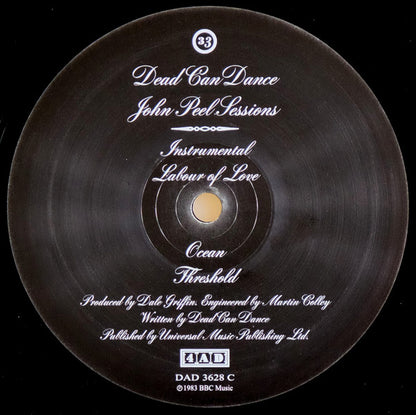 33
Dead Can Dance
John Peel Sessions
Instrumental
Labour of Love
Ocean
Threshold
Produced by Dale Griffin. Engineered by Martin Colley
Written by Dead Can Dance
Published by Universal Music Publishing Ltd.
4AD
DAD 3628 C
℗1983 BBC Music